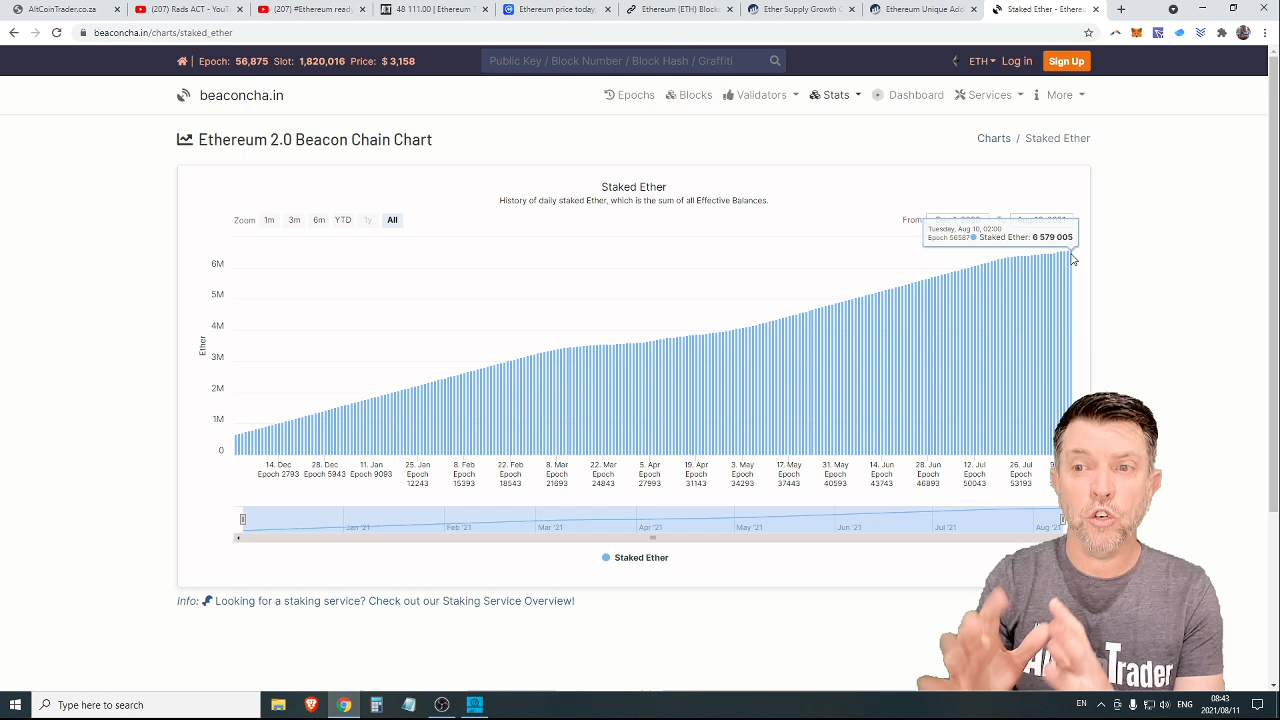 AltCoinTrader.co.za
(207) Rads ACT - YouT
(207) #Ethereum ready
48 111.00 | Ethereum T
Ethereum price today,
Ethereum (ETH) Blockc
Ether Supply Growth C
Ethereum Unique Add
Staked Ether - Ethere
beaconcha.in/charts/staked_ether
Epoch: 56,875 Slot: 1,820,016 Price: $ 3,158
Public Key / Block Number / Block Hash / Graffiti
ETH
Log in
Sign Up
beaconcha.in
Epochs
Blocks
Validators
Stats
Dashboard
Services
More
Ethereum 2.0 Beacon Chain Chart
Charts / Staked Ether
Staked Ether
History of daily staked Ether, which is the sum of all Effective Balances.
Zoom 1m 3m 6m YTD 1y All
From
Tuesday, Aug 10, 02:00
Epoch 56587 Staked Ether: 6 579 005
6M
5M
4M
3M
2M
1M
0
Ether
14. Dec Epoch 2793
28. Dec Epoch 5943
11. Jan Epoch 9093
25. Jan Epoch 12243
8. Feb Epoch 15393
22. Feb Epoch 18543
8. Mar Epoch 21693
22. Mar Epoch 24843
5. Apr Epoch 27993
19. Apr Epoch 31143
3. May Epoch 34293
17. May Epoch 37443
31. May Epoch 40593
14. Jun Epoch 43743
28. Jun Epoch 46893
12. Jul Epoch 50043
26. Jul Epoch 53193
Jan '21
Feb '21
Mar '21
Apr '21
May '21
Jun '21
Jul '21
Aug '21
Staked Ether
Info: Looking for a staking service? Check out our Staking Service Overview!
Trader
Type here to search
EN
ENG
08:43
2021/08/11